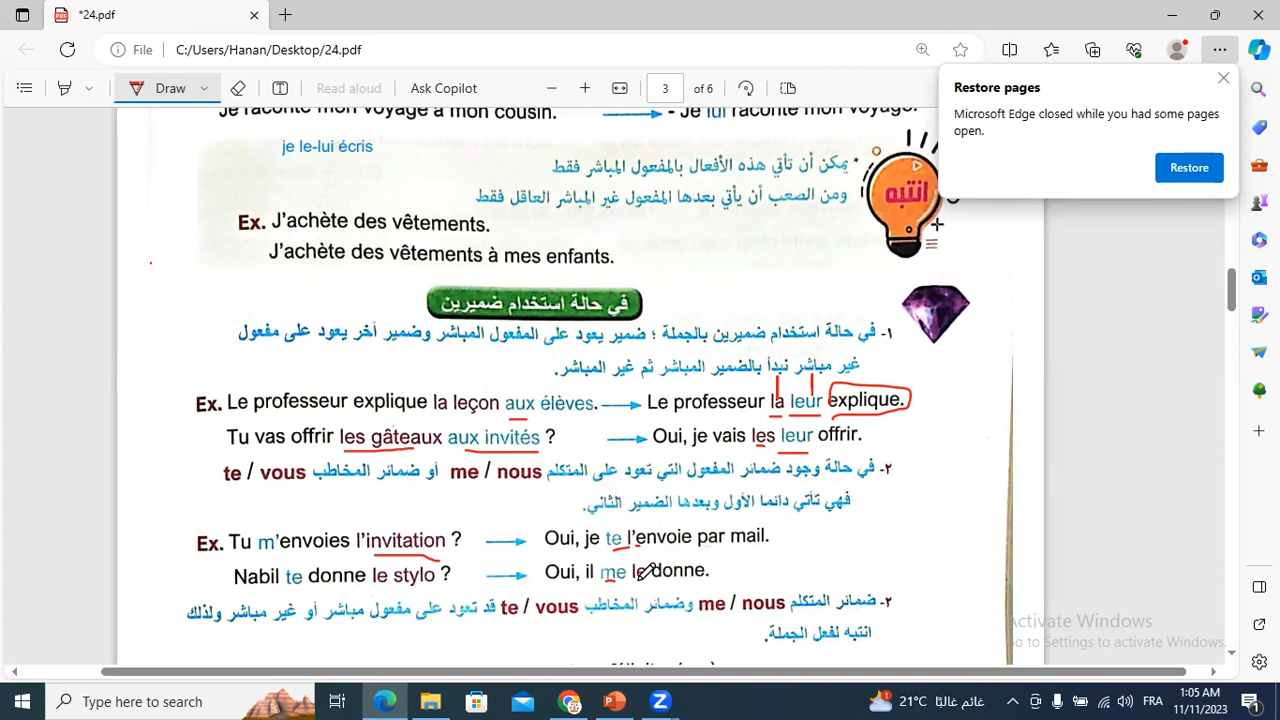 *24.pdf
File
C:/Users/Hanan/Desktop/24.pdf
Draw
Read aloud
Ask Copilot
3
of 6
Restore pages
Microsoft Edge closed while you had some pages open.
Restore
Je raconte mon voyage à mon cousin. - Je lui raconte mon voyage.
je le-lui écris
* يمكن أن تأتي هذه الأفعال بالمفعول المباشر فقط
ومن الصعب أن يأتي بعدها المفعول غير المباشر العاقل فقط
انتبه
Ex. J'achète des vêtements.
J'achète des vêtements à mes enfants.
في حالة استخدام ضميرين
١- في حالة استخدام ضميرين بالجملة ؛ ضمير يعود على المفعول المباشر وضمير أخر يعود على مفعول
غير مباشر نبدأ بالضمير المباشر ثم غير المباشر.
Ex. Le professeur explique la leçon aux élèves. Le professeur la leur explique.
Tu vas offrir les gâteaux aux invités ? Oui, je vais les leur offrir.
٢- في حالة وجود ضمائر المفعول التي تعود على المتكلم me / nous أو ضمائر المخاطب te / vous
فهي تأتي دائما الأول وبعدها الضمير الثاني.
Ex. Tu m'envoies l'invitation ? Oui, je te l'envoie par mail.
Nabil te donne le stylo ? Oui, il me le donne.
٢- ضمائر المتكلم me / nous وضمائر المخاطب te / vous قد تعود على مفعول مباشر أو غير مباشر ولذلك
انتبه لفعل الجملة.
Activate Windows
Go to Settings to activate Windows.
Type here to search
21°C
غائم غالبًا
FRA
1:05 AM
11/11/2023